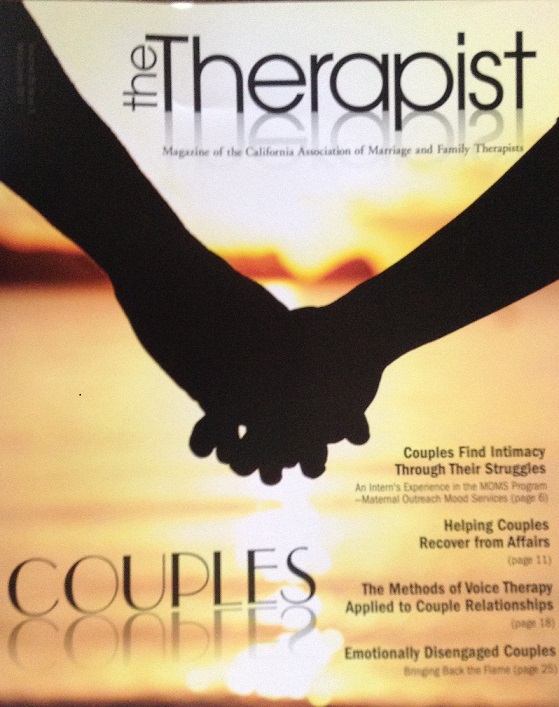 the Therapist
Magazine of the California Association of Marriage and Family Therapists
Couples Find Intimacy
Through Their Struggles
An Intern's Experience in the MOMS Program
–Maternal Outreach Mood Services (page 6)
Helping Couples
Recover from Affairs
(page 11)
The Methods of Voice Therapy
Applied to Couple Relationships
(page 18)
Emotionally Disengaged Couples
Bringing Back the Flame (page 25)
COUPLES